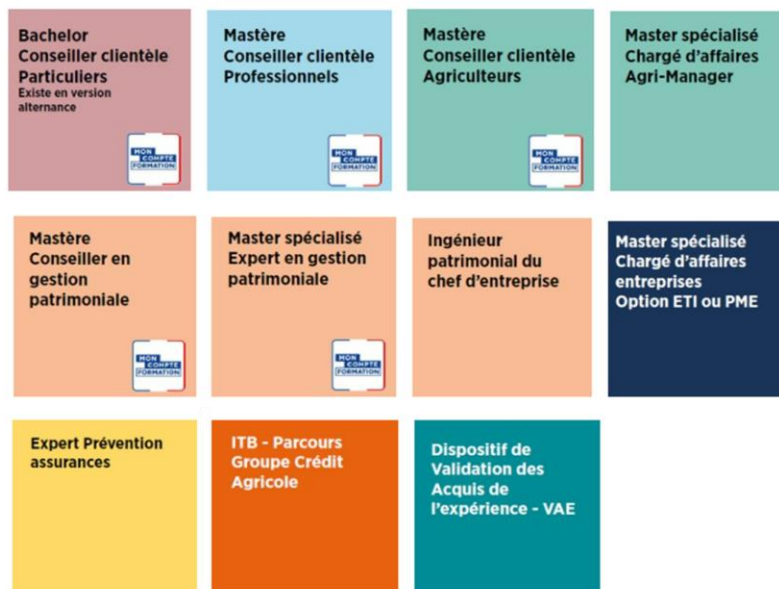 Bachelor
Conseiller clientèle
Particuliers
Existe en version
alternance
MON
COMPTE
FORMATION
Mastère
Conseiller clientèle
Professionnels
MON
COMPTE
FORMATION
Mastère
Conseiller clientèle
Agriculteurs
MON
COMPTE
FORMATION
Master spécialisé
Chargé d'affaires
Agri-Manager
Mastère
Conseiller en
gestion
patrimoniale
MON
COMPTE
FORMATION
Master spécialisé
Expert en gestion
patrimoniale
MON
COMPTE
FORMATION
Ingénieur
patrimonial du
chef d'entreprise
Master spécialisé
Chargé d'affaires
entreprises
Option ETI ou PME
Expert Prévention
assurances
ITB - Parcours
Groupe Crédit
Agricole
Dispositif de
Validation des
Acquis de
l'expérience - VAE